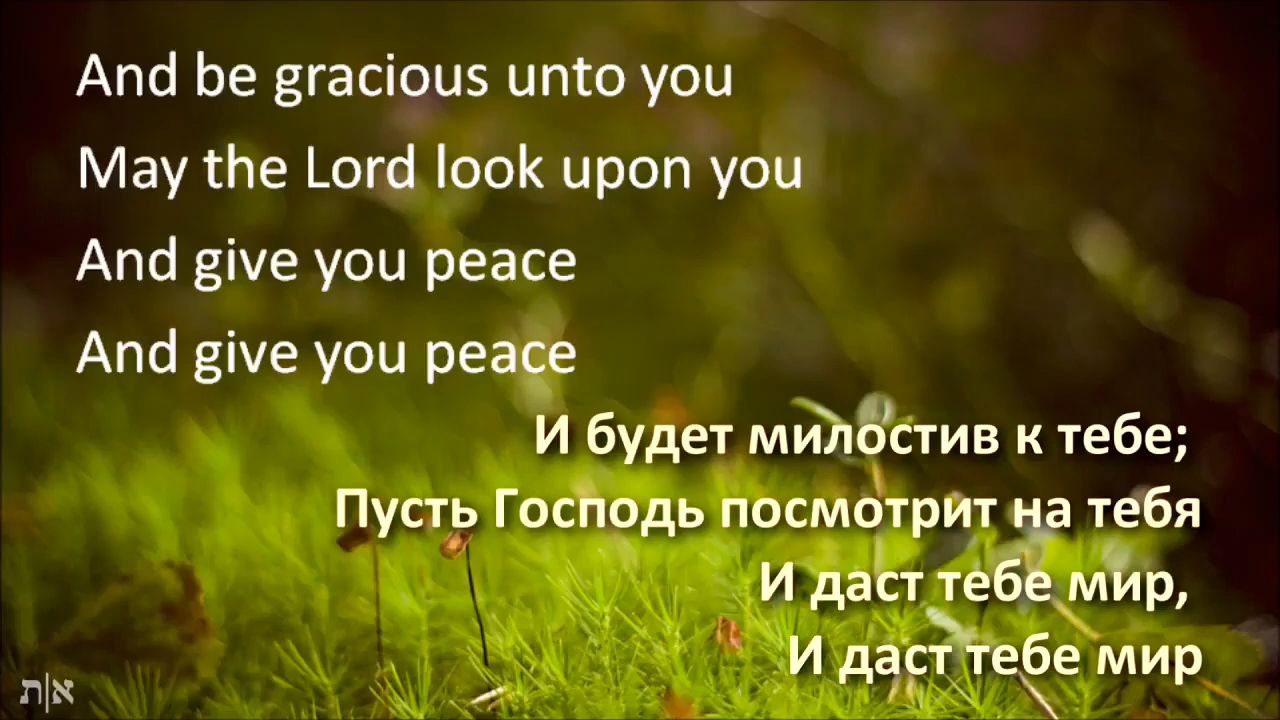 And be gracious unto you
May the Lord look upon you
And give you peace
And give you peace
И будет милостив к тебе;
Пусть Господь посмотрит на тебя
И даст тебе мир,
И даст тебе мир
א|ת